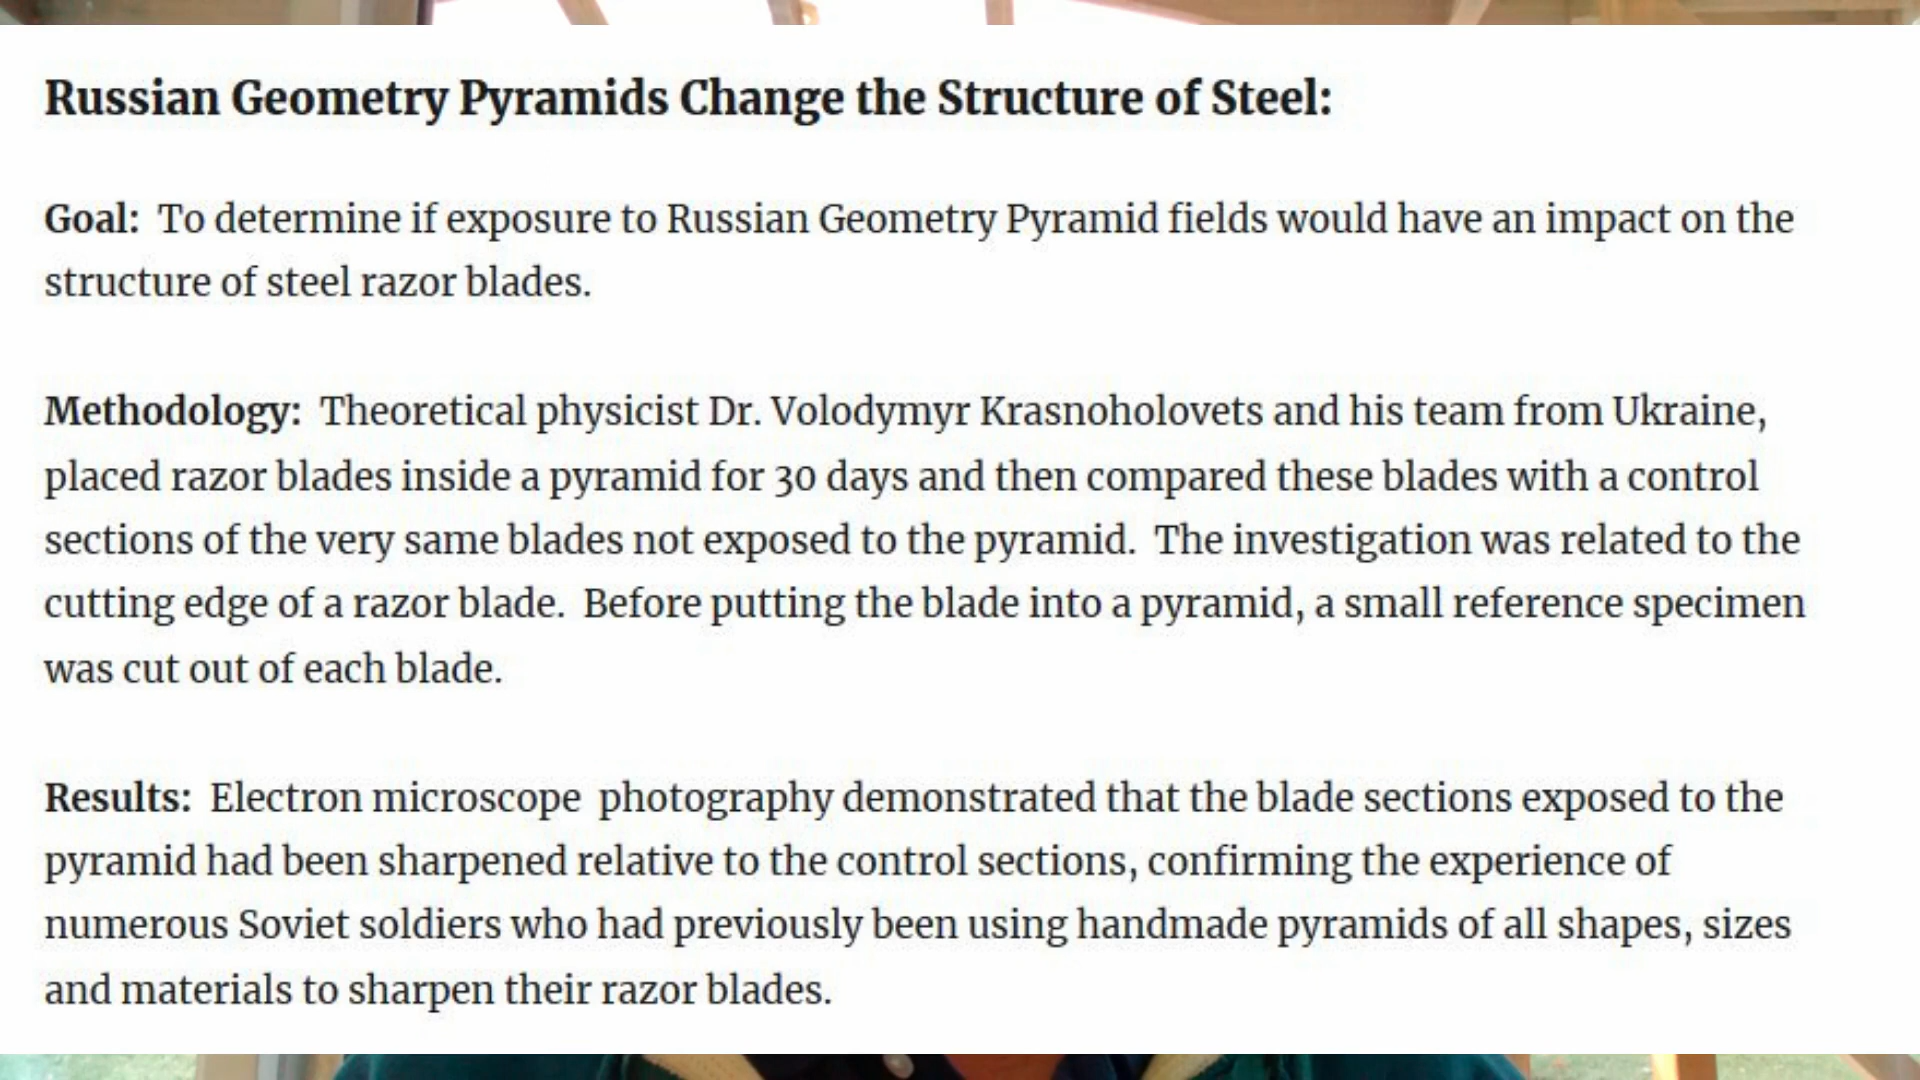 Russian Geometry Pyramids Change the Structure of Steel:
Goal: To determine if exposure to Russian Geometry Pyramid fields would have an impact on the
structure of steel razor blades.
Methodology: Theoretical physicist Dr. Volodymyr Krasnoholovets and his team from Ukraine,
placed razor blades inside a pyramid for 30 days and then compared these blades with a control
sections of the very same blades not exposed to the pyramid. The investigation was related to the
cutting edge of a razor blade. Before putting the blade into a pyramid, a small reference specimen
was cut out of each blade.
Results: Electron microscope photography demonstrated that the blade sections exposed to the
pyramid had been sharpened relative to the control sections, confirming the experience of
numerous Soviet soldiers who had previously been using handmade pyramids of all shapes, sizes
and materials to sharpen their razor blades.